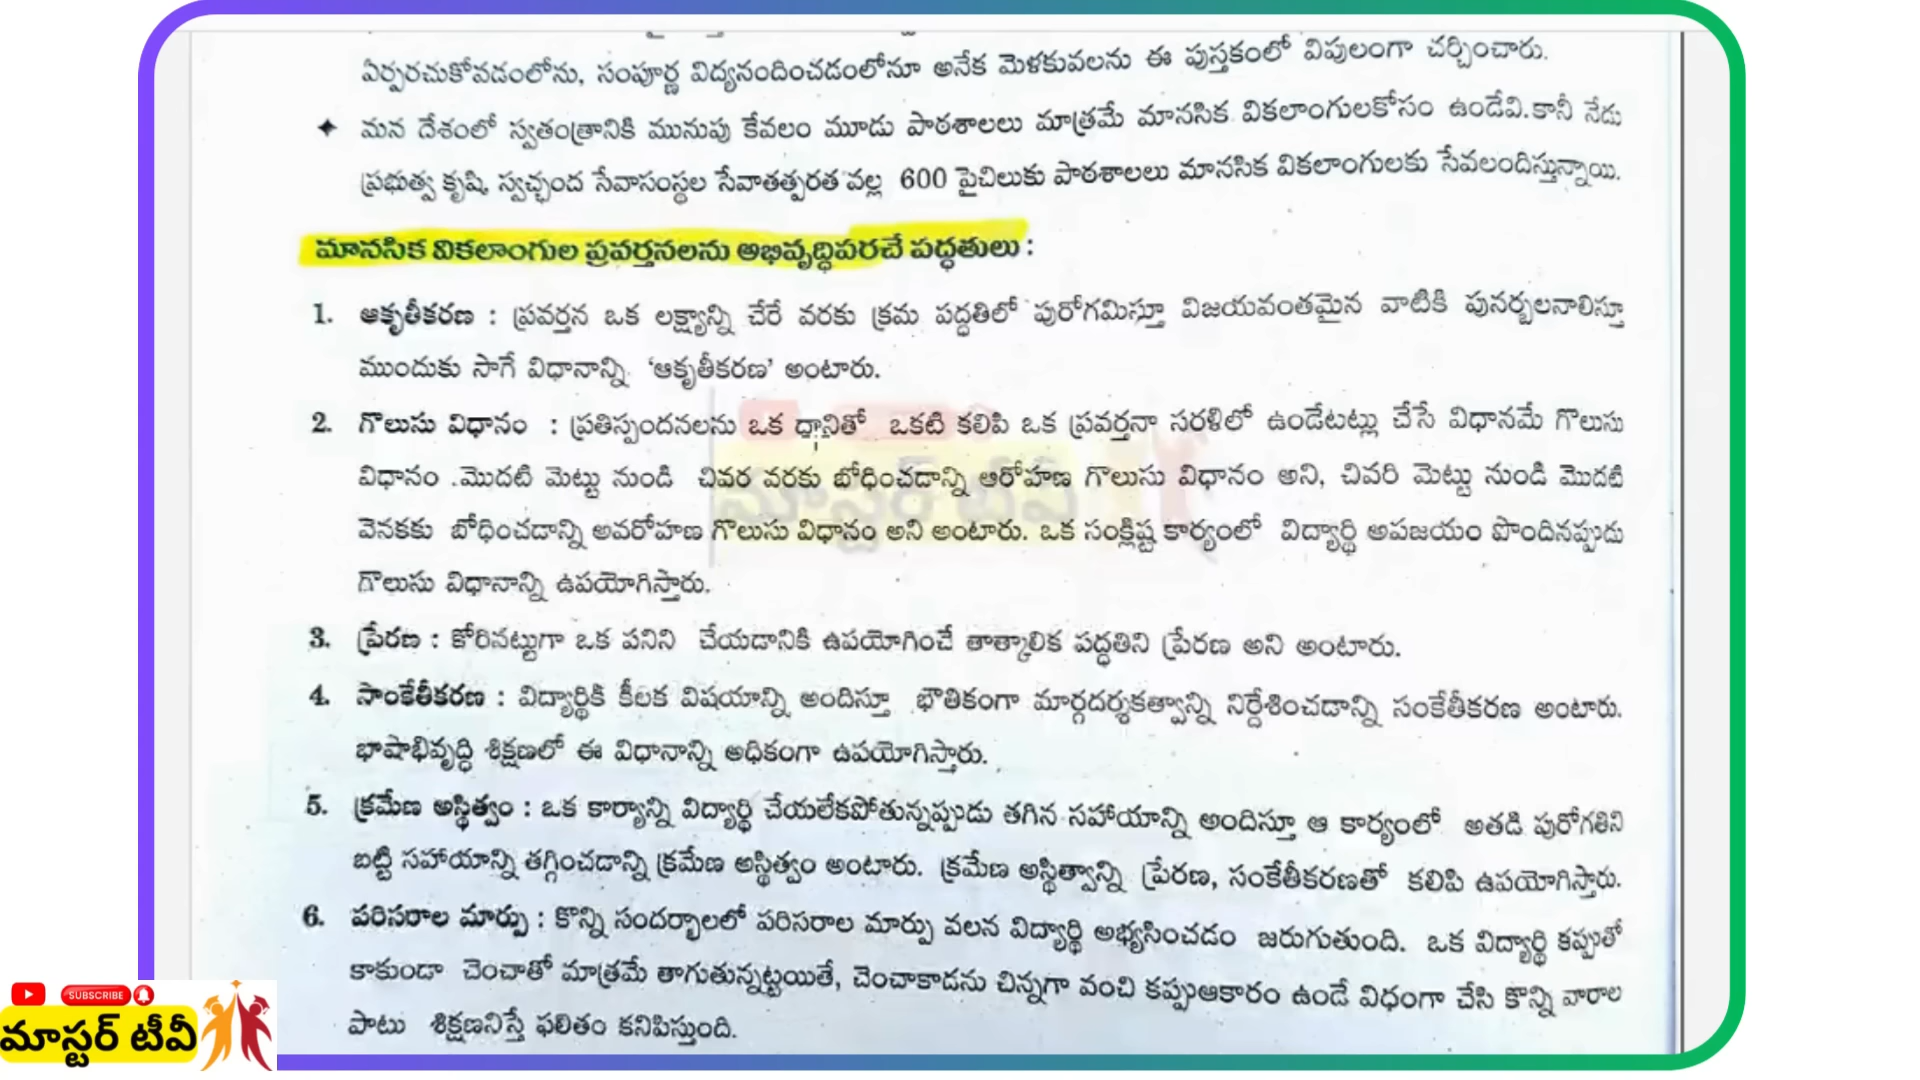 ఏర్పరచుకోవడంలోను, సంపూర్ణ విద్యనందించడంలోనూ అనేక మెళకువలను ఈ పుస్తకంలో విపులంగా చర్చించారు.
✦ మన దేశంలో స్వతంత్రానికి మునుపు కేవలం మూడు పాఠశాలలు మాత్రమే మానసిక వికలాంగులకోసం ఉండేవి.కానీ నేడు
ప్రభుత్వ కృషి, స్వచ్ఛంద సేవాసంస్థల సేవాతత్పరత వల్ల 600 పైచిలుకు పాఠశాలలు మానసిక వికలాంగులకు సేవలందిస్తున్నాయి.
మానసిక వికలాంగుల ప్రవర్తనలను అభివృద్ధిపరచే పద్ధతులు :
1. ఆకృతీకరణ : ప్రవర్తన ఒక లక్ష్యాన్ని చేరే వరకు క్రమ పద్ధతిలో పురోగమిస్తూ విజయవంతమైన వాటికి పునర్బలనాలిస్తూ
ముందుకు సాగే విధానాన్ని 'ఆకృతీకరణ' అంటారు.
2. గొలుసు విధానం : ప్రతిస్పందనలను ఒక దానితో ఒకటి కలిపి ఒక ప్రవర్తనా సరళిలో ఉండేటట్లు చేసే విధానమే గొలుసు
విధానం .మొదటి మెట్టు నుండి చివర వరకు బోధించడాన్ని ఆరోహణ గొలుసు విధానం అని, చివరి మెట్టు నుండి మొదటి
వెనకకు బోధించడాన్ని అవరోహణ గొలుసు విధానం అని అంటారు. ఒక సంక్లిష్ట కార్యంలో విద్యార్థి అపజయం పొందినప్పుడు
గొలుసు విధానాన్ని ఉపయోగిస్తారు.
3. ప్రేరణ : కోరినట్టుగా ఒక పనిని చేయడానికి ఉపయోగించే తాత్కాలిక పద్ధతిని ప్రేరణ అని అంటారు.
4. సాంకేతీకరణ : విద్యార్థికి కీలక విషయాన్ని అందిస్తూ భౌతికంగా మార్గదర్శకత్వాన్ని నిర్దేశించడాన్ని సంకేతీకరణ అంటారు.
భాషాభివృద్ధి శిక్షణలో ఈ విధానాన్ని అధికంగా ఉపయోగిస్తారు.
5. క్రమేణ అస్థిత్వం : ఒక కార్యాన్ని విద్యార్థి చేయలేకపోతున్నప్పుడు తగిన సహాయాన్ని అందిస్తూ ఆ కార్యంలో అతడి పురోగతిని
బట్టి సహాయాన్ని తగ్గించడాన్ని క్రమేణ అస్థిత్వం అంటారు. క్రమేణ అస్థిత్వాన్ని ప్రేరణ, సంకేతీకరణతో కలిపి ఉపయోగిస్తారు.
6. పరిసరాల మార్పు : కొన్ని సందర్భాలలో పరిసరాల మార్పు వలన విద్యార్థి అభ్యసించడం జరుగుతుంది. ఒక విద్యార్థి కప్పుతో
కాకుండా చెంచాతో మాత్రమే తాగుతున్నట్టయితే, చెంచాకాడను చిన్నగా వంచి కప్పుఆకారం ఉండే విధంగా చేసి కొన్ని వారాల
పాటు శిక్షణనిస్తే ఫలితం కనిపిస్తుంది.
SUBSCRIBE
మాస్టర్ టీవీ
మాస్టర్ టీవీ